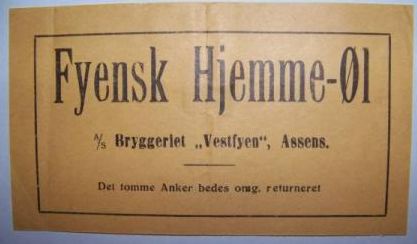 Fyensk Hjemme-Øl
A/S Bryggeriet „Vestfyen“, Assens.
Det tomme Anker bedes omg. returneret